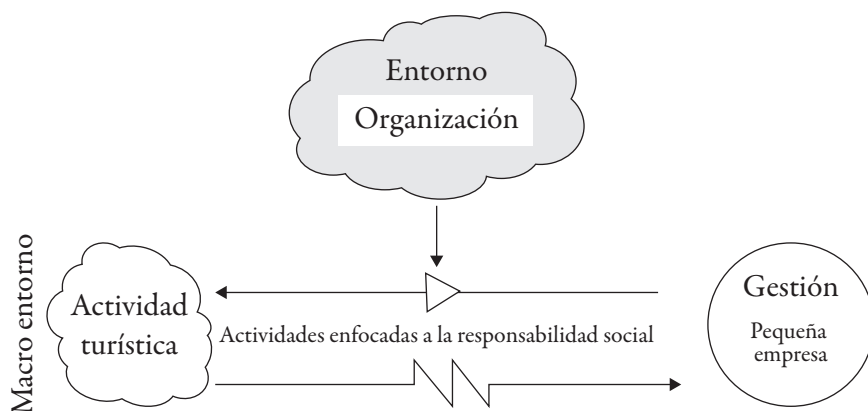 Entorno
Organización
Macro entorno
Actividad
turística
Actividades enfocadas a la responsabilidad social
Gestión
Pequeña
empresa